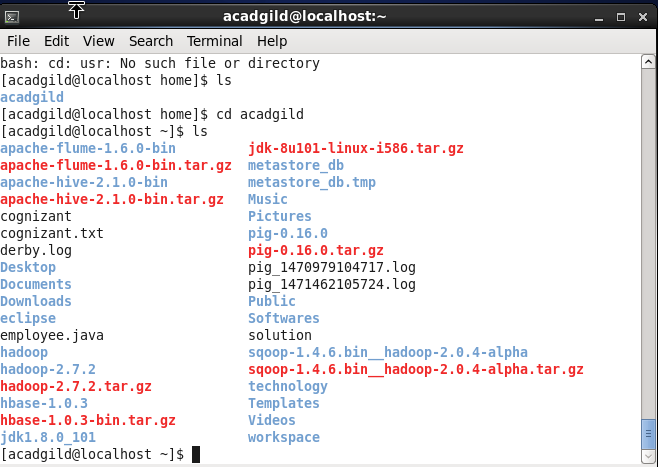 acadgild@localhost:~
File Edit View Search Terminal Help
bash: cd: usr: No such file or directory
[acadgild@localhost home]$ ls
acadgild
[acadgild@localhost home]$ cd acadgild
[acadgild@localhost ~]$ ls
apache-flume-1.6.0-bin jdk-8u101-linux-i586.tar.gz
apache-flume-1.6.0-bin.tar.gz metastore_db
apache-hive-2.1.0-bin metastore_db.tmp
apache-hive-2.1.0-bin.tar.gz Music
cognizant Pictures
cognizant.txt pig-0.16.0
derby.log pig-0.16.0.tar.gz
Desktop pig_1470979104717.log
Documents pig_1471462105724.log
Downloads Public
eclipse Softwares
employee.java solution
hadoop sqoop-1.4.6.bin__hadoop-2.0.4-alpha
hadoop-2.7.2 sqoop-1.4.6.bin__hadoop-2.0.4-alpha.tar.gz
hadoop-2.7.2.tar.gz technology
hbase-1.0.3 Templates
hbase-1.0.3-bin.tar.gz Videos
jdk1.8.0_101 workspace
[acadgild@localhost ~]$